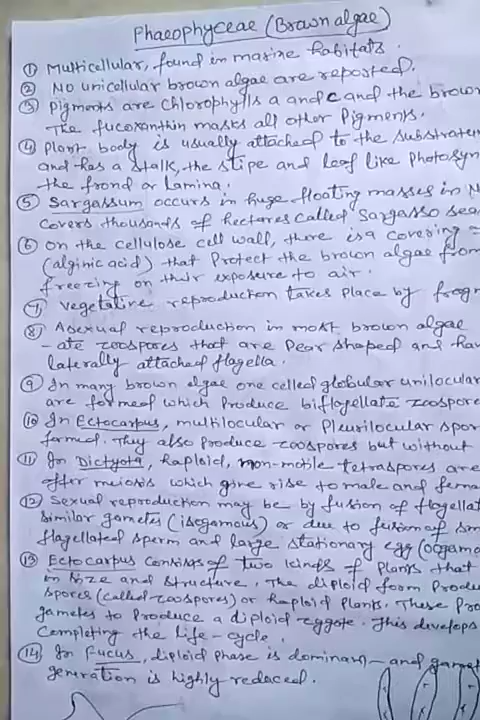 Phaeophyceae (Brown algae)
① Multicellular, found in marine habitats.
② No unicellular brown algae are reported.
③ Pigments are chlorophylls a and c and the brow
The fucoxanthin masks all other pigments.
④ Plant body is usually attached to the substrate
and has a stalk, the stipe and leaf like photosyn
the frond or lamina.
⑤ Sargassum occurs in huge floating masses in N
covers thousands of hectares called Sargasso sea
⑥ On the cellulose cell wall, there is a covering
(alginic acid) that protect the brown algae from
freezing on their exposure to air.
⑦ Vegetative reproduction takes place by frag
⑧ Asexual reproduction in most brown algae
-ate zoospores that are pear shaped and hav
laterally attached flagella.
⑨ In many brown algae one celled globular unilocular
are formed which produce biflagellate zoospore
⑩ In Ectocarpus, multilocular or plurilocular spor
formed. They also produce zoospores but without
⑪ In Dictyota, haploid, non-motile tetraspores are
after meiosis which give rise to male and fema
⑫ Sexual reproduction may be by fusion of flagellat
similar gametes (isogamous) or due to fusion of sm
flagellated sperm and large stationary egg (oogamo
⑬ Ectocarpus consists of two kinds of plants that
in size and structure. The diploid form produ
spores (called zoospores) or haploid plants. These pro
gametes to produce a diploid zygote. This develops
completing the life-cycle.
⑭ In Fucus, diploid phase is dominant- and gamet
generation is highly reduced.